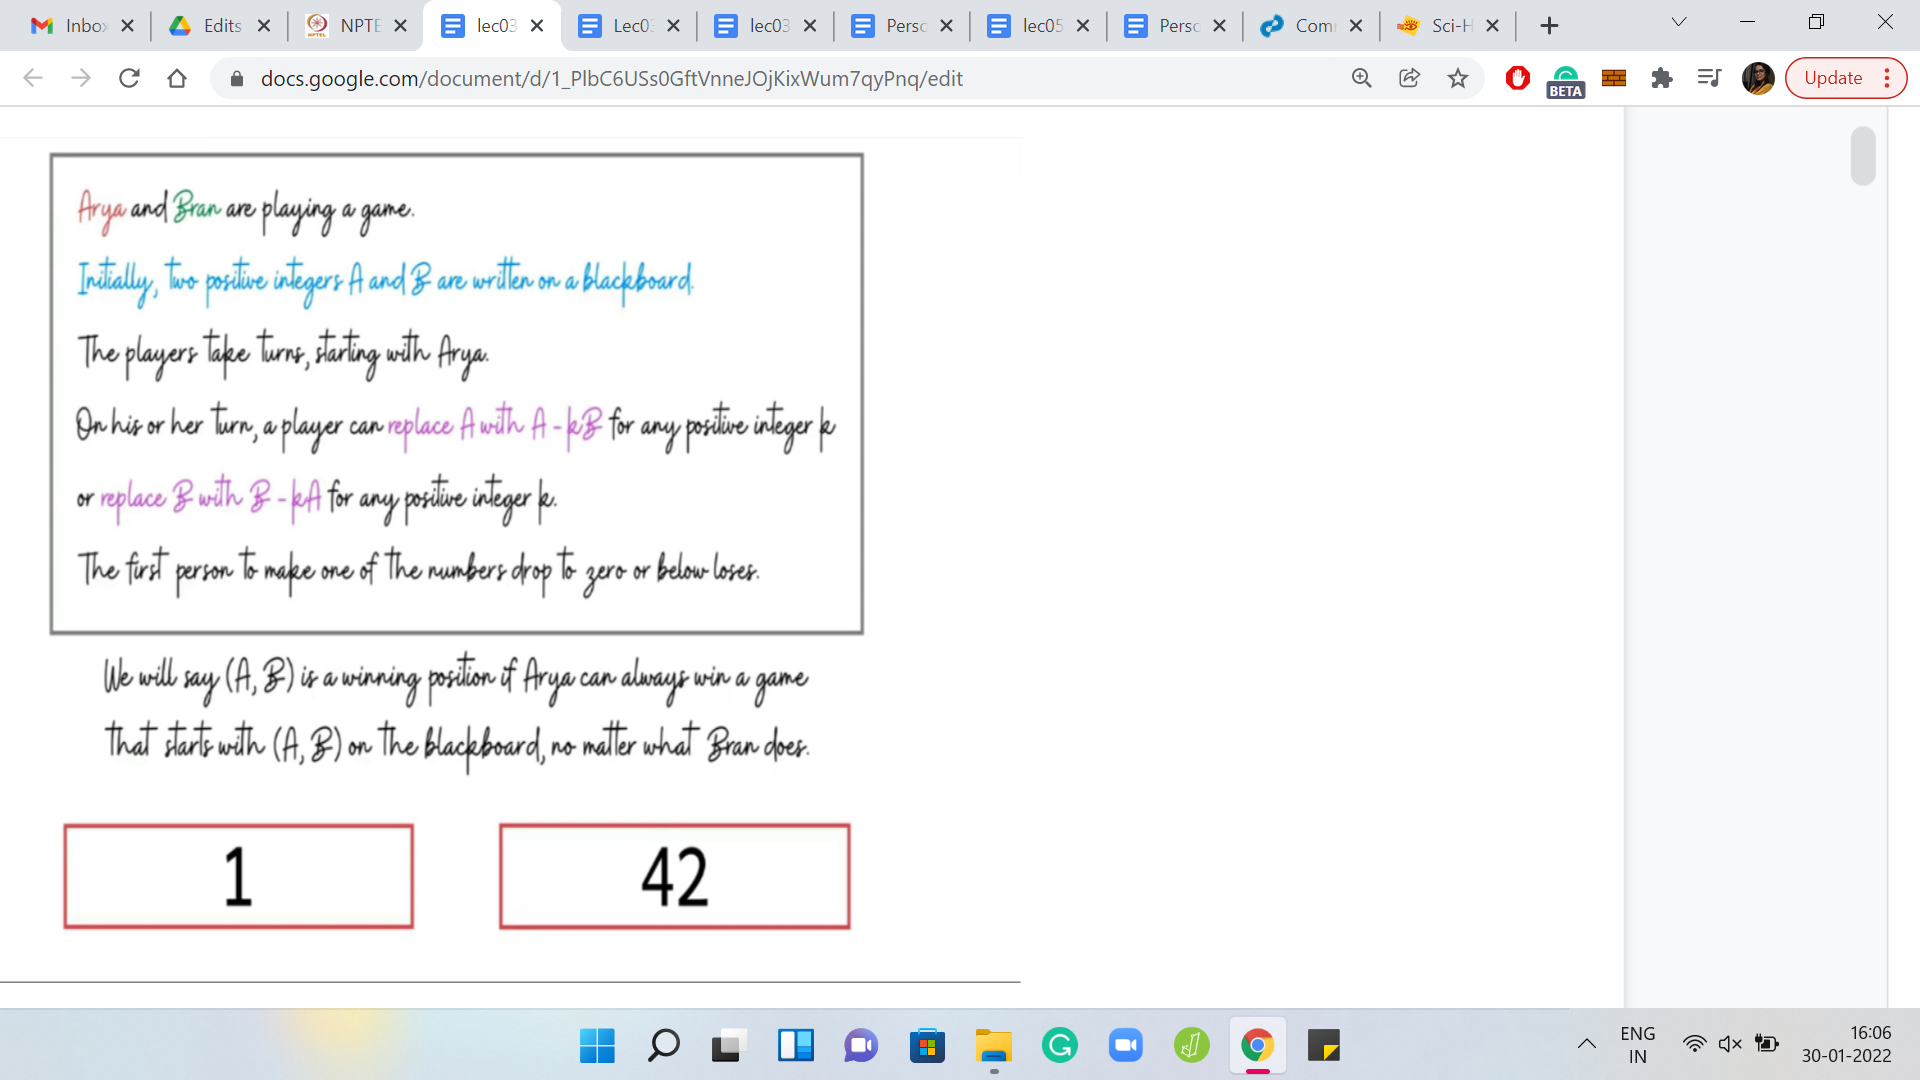 Inbox
Edits
NPTE
lec03
Lec03
lec03
Perso
lec05
Perso
Com
Sci-H
docs.google.com/document/d/1_PlbC6USs0GftVnneJOjKixWum7qyPnq/edit
BETA
Update
Arya and Bran are playing a game.
Initially, two positive integers A and B are written on a blackboard.
The players take turns, starting with Arya.
On his or her turn, a player can replace A with A - kB for any positive integer k
or replace B with B - kA for any positive integer k.
The first person to make one of the numbers drop to zero or below loses.
We will say (A, B) is a winning position if Arya can always win a game
that starts with (A, B) on the blackboard, no matter what Bran does.
1
42
ENG
IN
16:06
30-01-2022